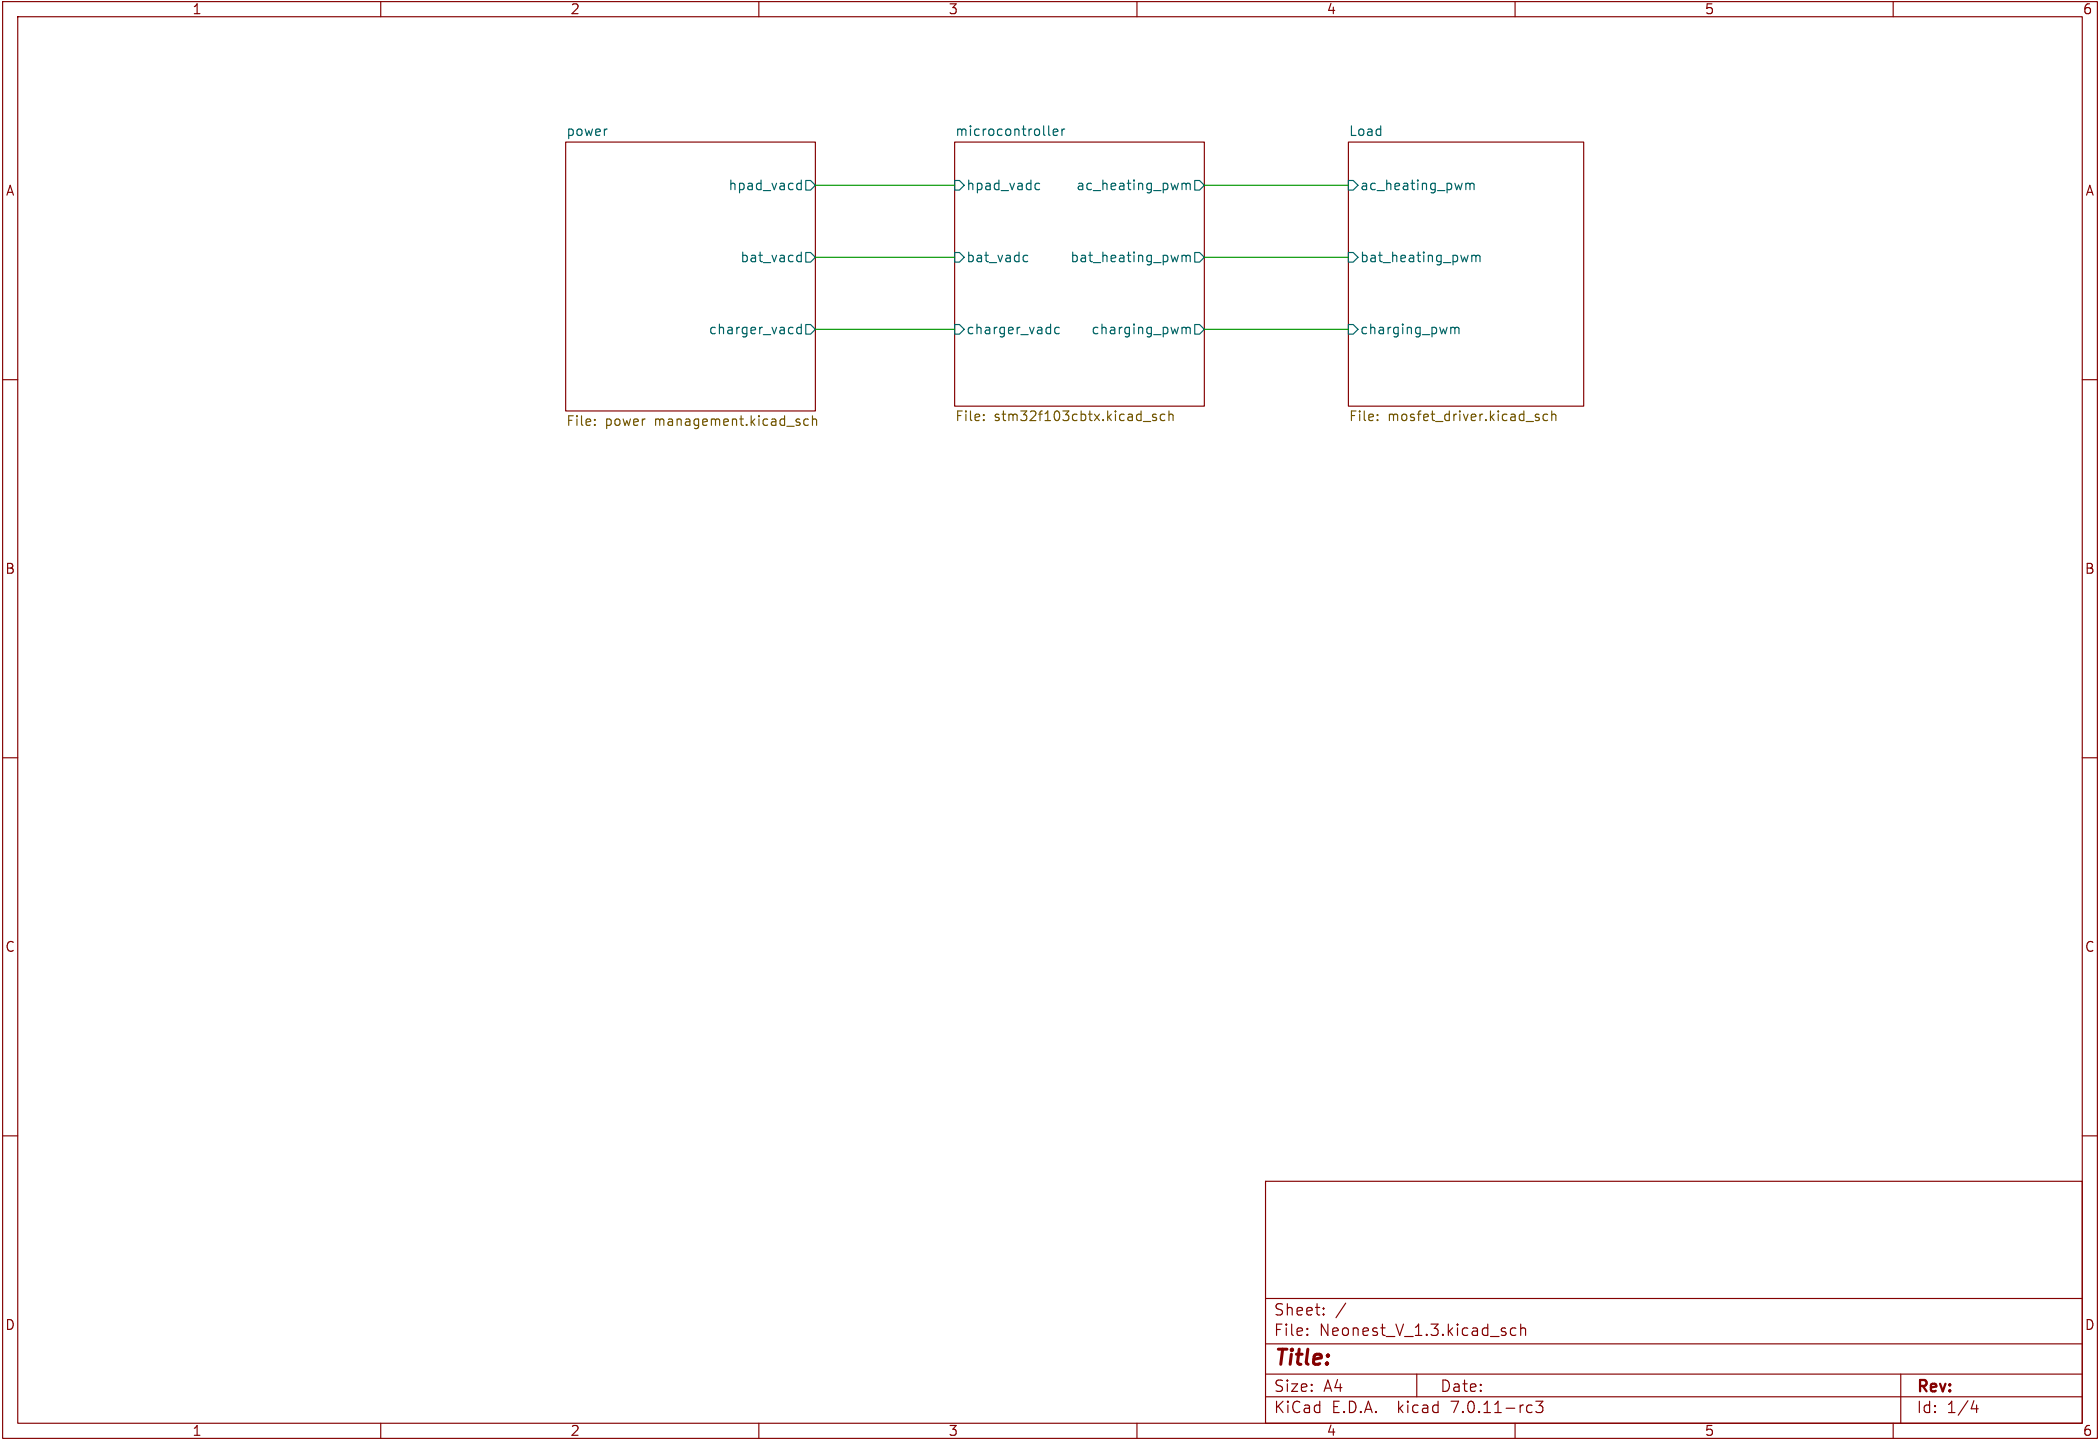 1 2 3 4 5 6
power microcontroller Load
A hpad_vacd hpad_vadc ac_heating_pwm ac_heating_pwm A
bat_vacd bat_vadc bat_heating_pwm bat_heating_pwm
charger_vacd charger_vadc charging_pwm charging_pwm
File: power management.kicad_sch File: stm32f103cbtx.kicad_sch File: mosfet_driver.kicad_sch
B B
C C
Sheet: /
D File: Neonest_V_1.3.kicad_sch D
Title:
Size: A4 Date: Rev:
KiCad E.D.A. kicad 7.0.11-rc3 Id: 1/4
1 2 3 4 5 6